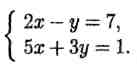 2x − y = 7,
5x + 3y = 1.